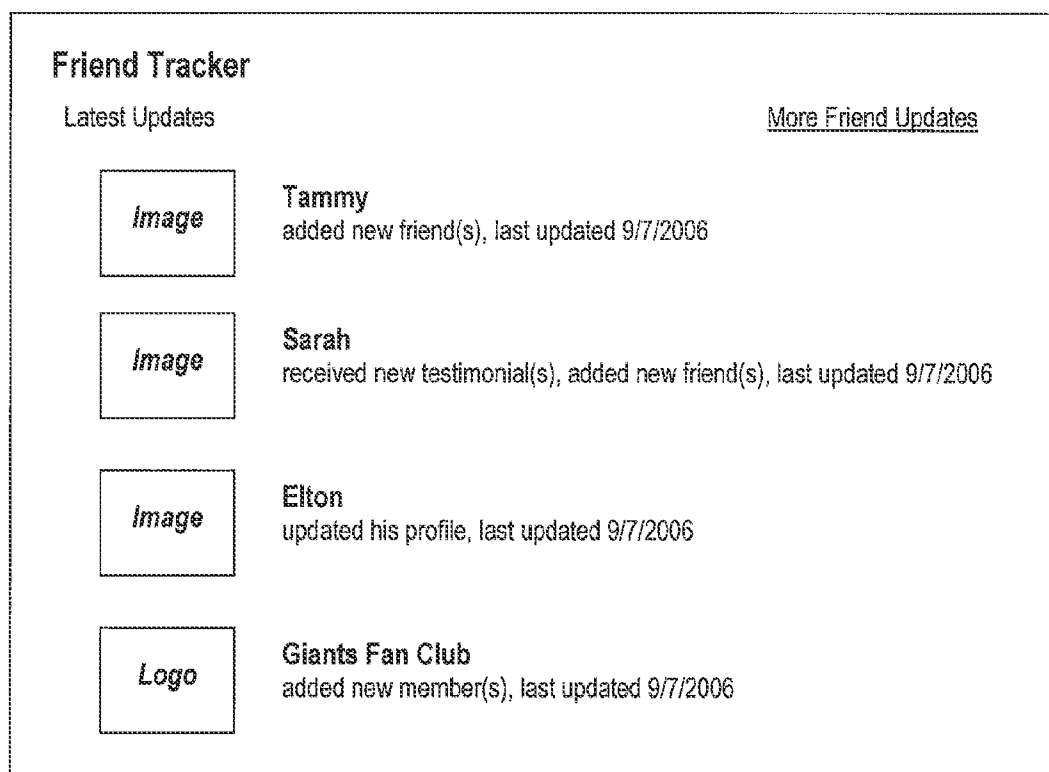 Friend Tracker
Latest Updates
More Friend Updates
Image
Tammy
added new friend(s), last updated 9/7/2006
Image
Sarah
received new testimonial(s), added new friend(s), last updated 9/7/2006
Image
Elton
updated his profile, last updated 9/7/2006
Logo
Giants Fan Club
added new member(s), last updated 9/7/2006